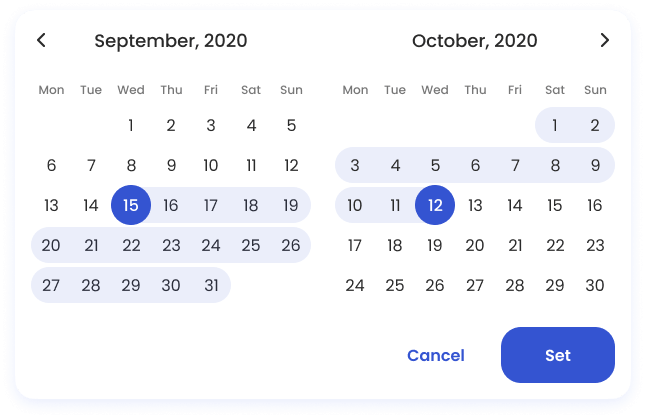 September, 2020
Mon Tue Wed Thu Fri Sat Sun
1 2 3 4 5
6 7 8 9 10 11 12
13 14 15 16 17 18 19
20 21 22 23 24 25 26
27 28 29 30 31
October, 2020
Mon Tue Wed Thu Fri Sat Sun
1 2
3 4 5 6 7 8 9
10 11 12 13 14 15 16
17 18 19 20 21 22 23
24 25 26 27 28 29 30
Cancel Set